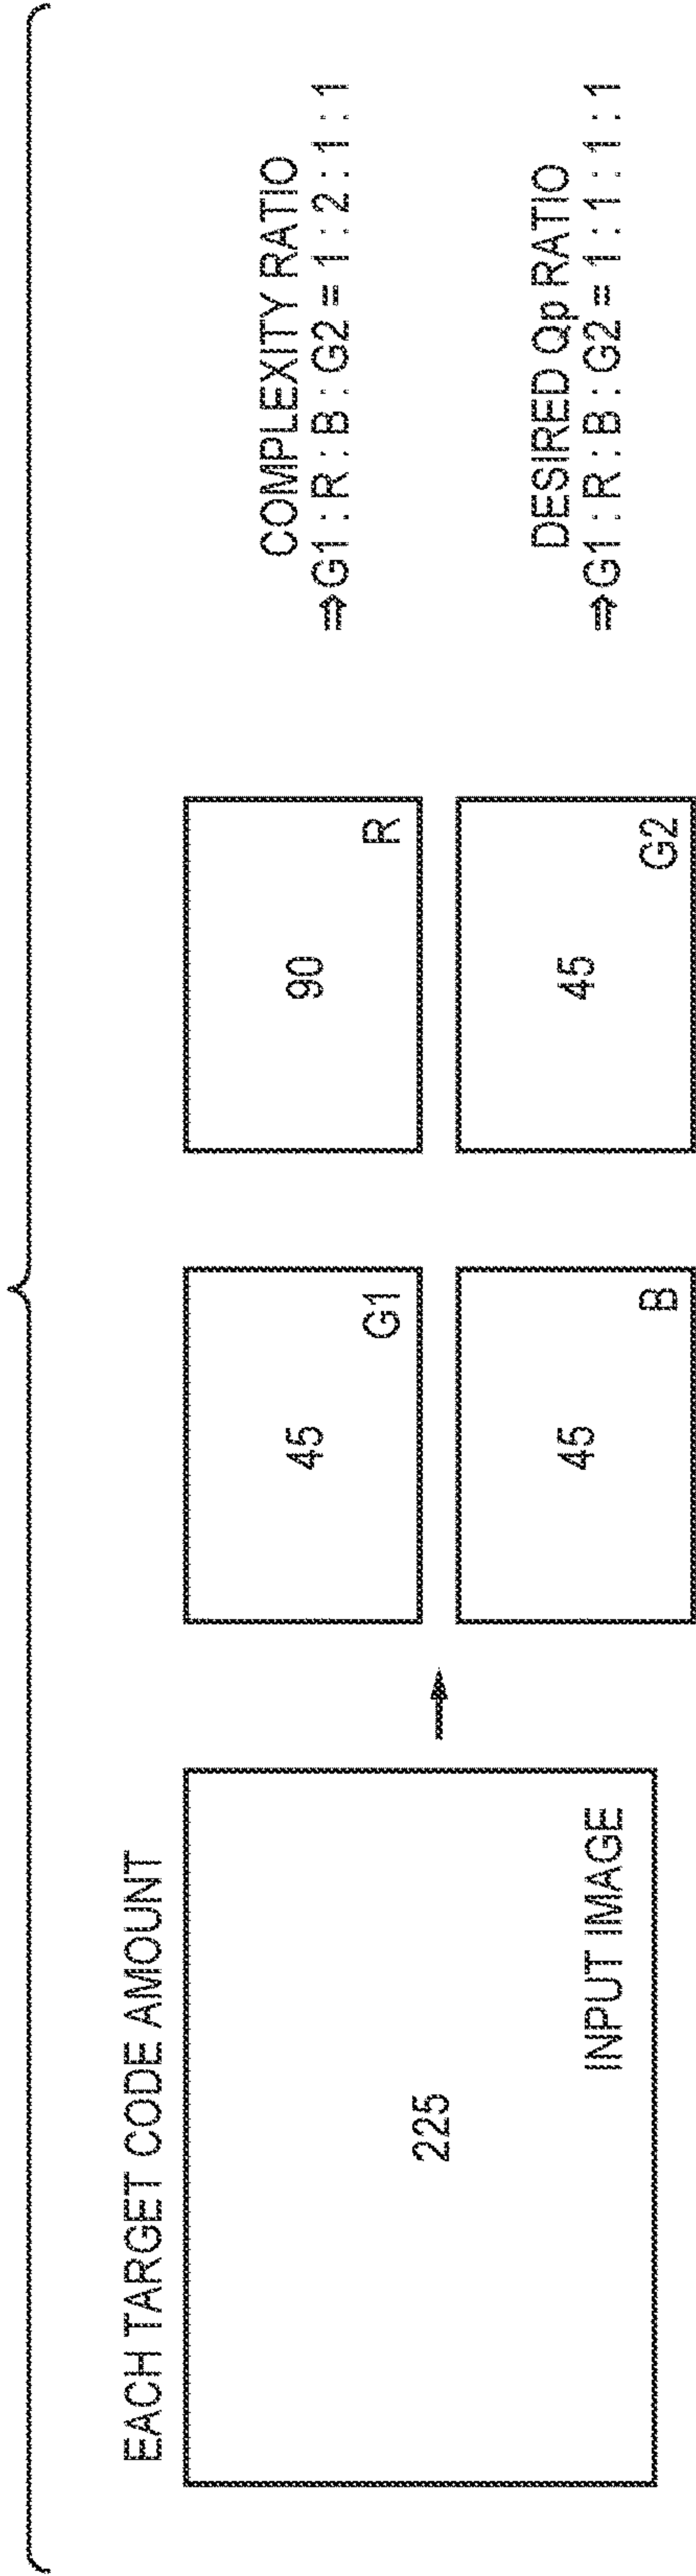 EACH TARGET CODE AMOUNT
225
INPUT IMAGE
45
G1
90
R
45
B
45
G2
COMPLEXITY RATIO
⇒G1 : R : B : G2 = 1 : 2 : 1 : 1
DESIRED Qp RATIO
⇒G1 : R : B : G2 = 1 : 1 : 1 : 1